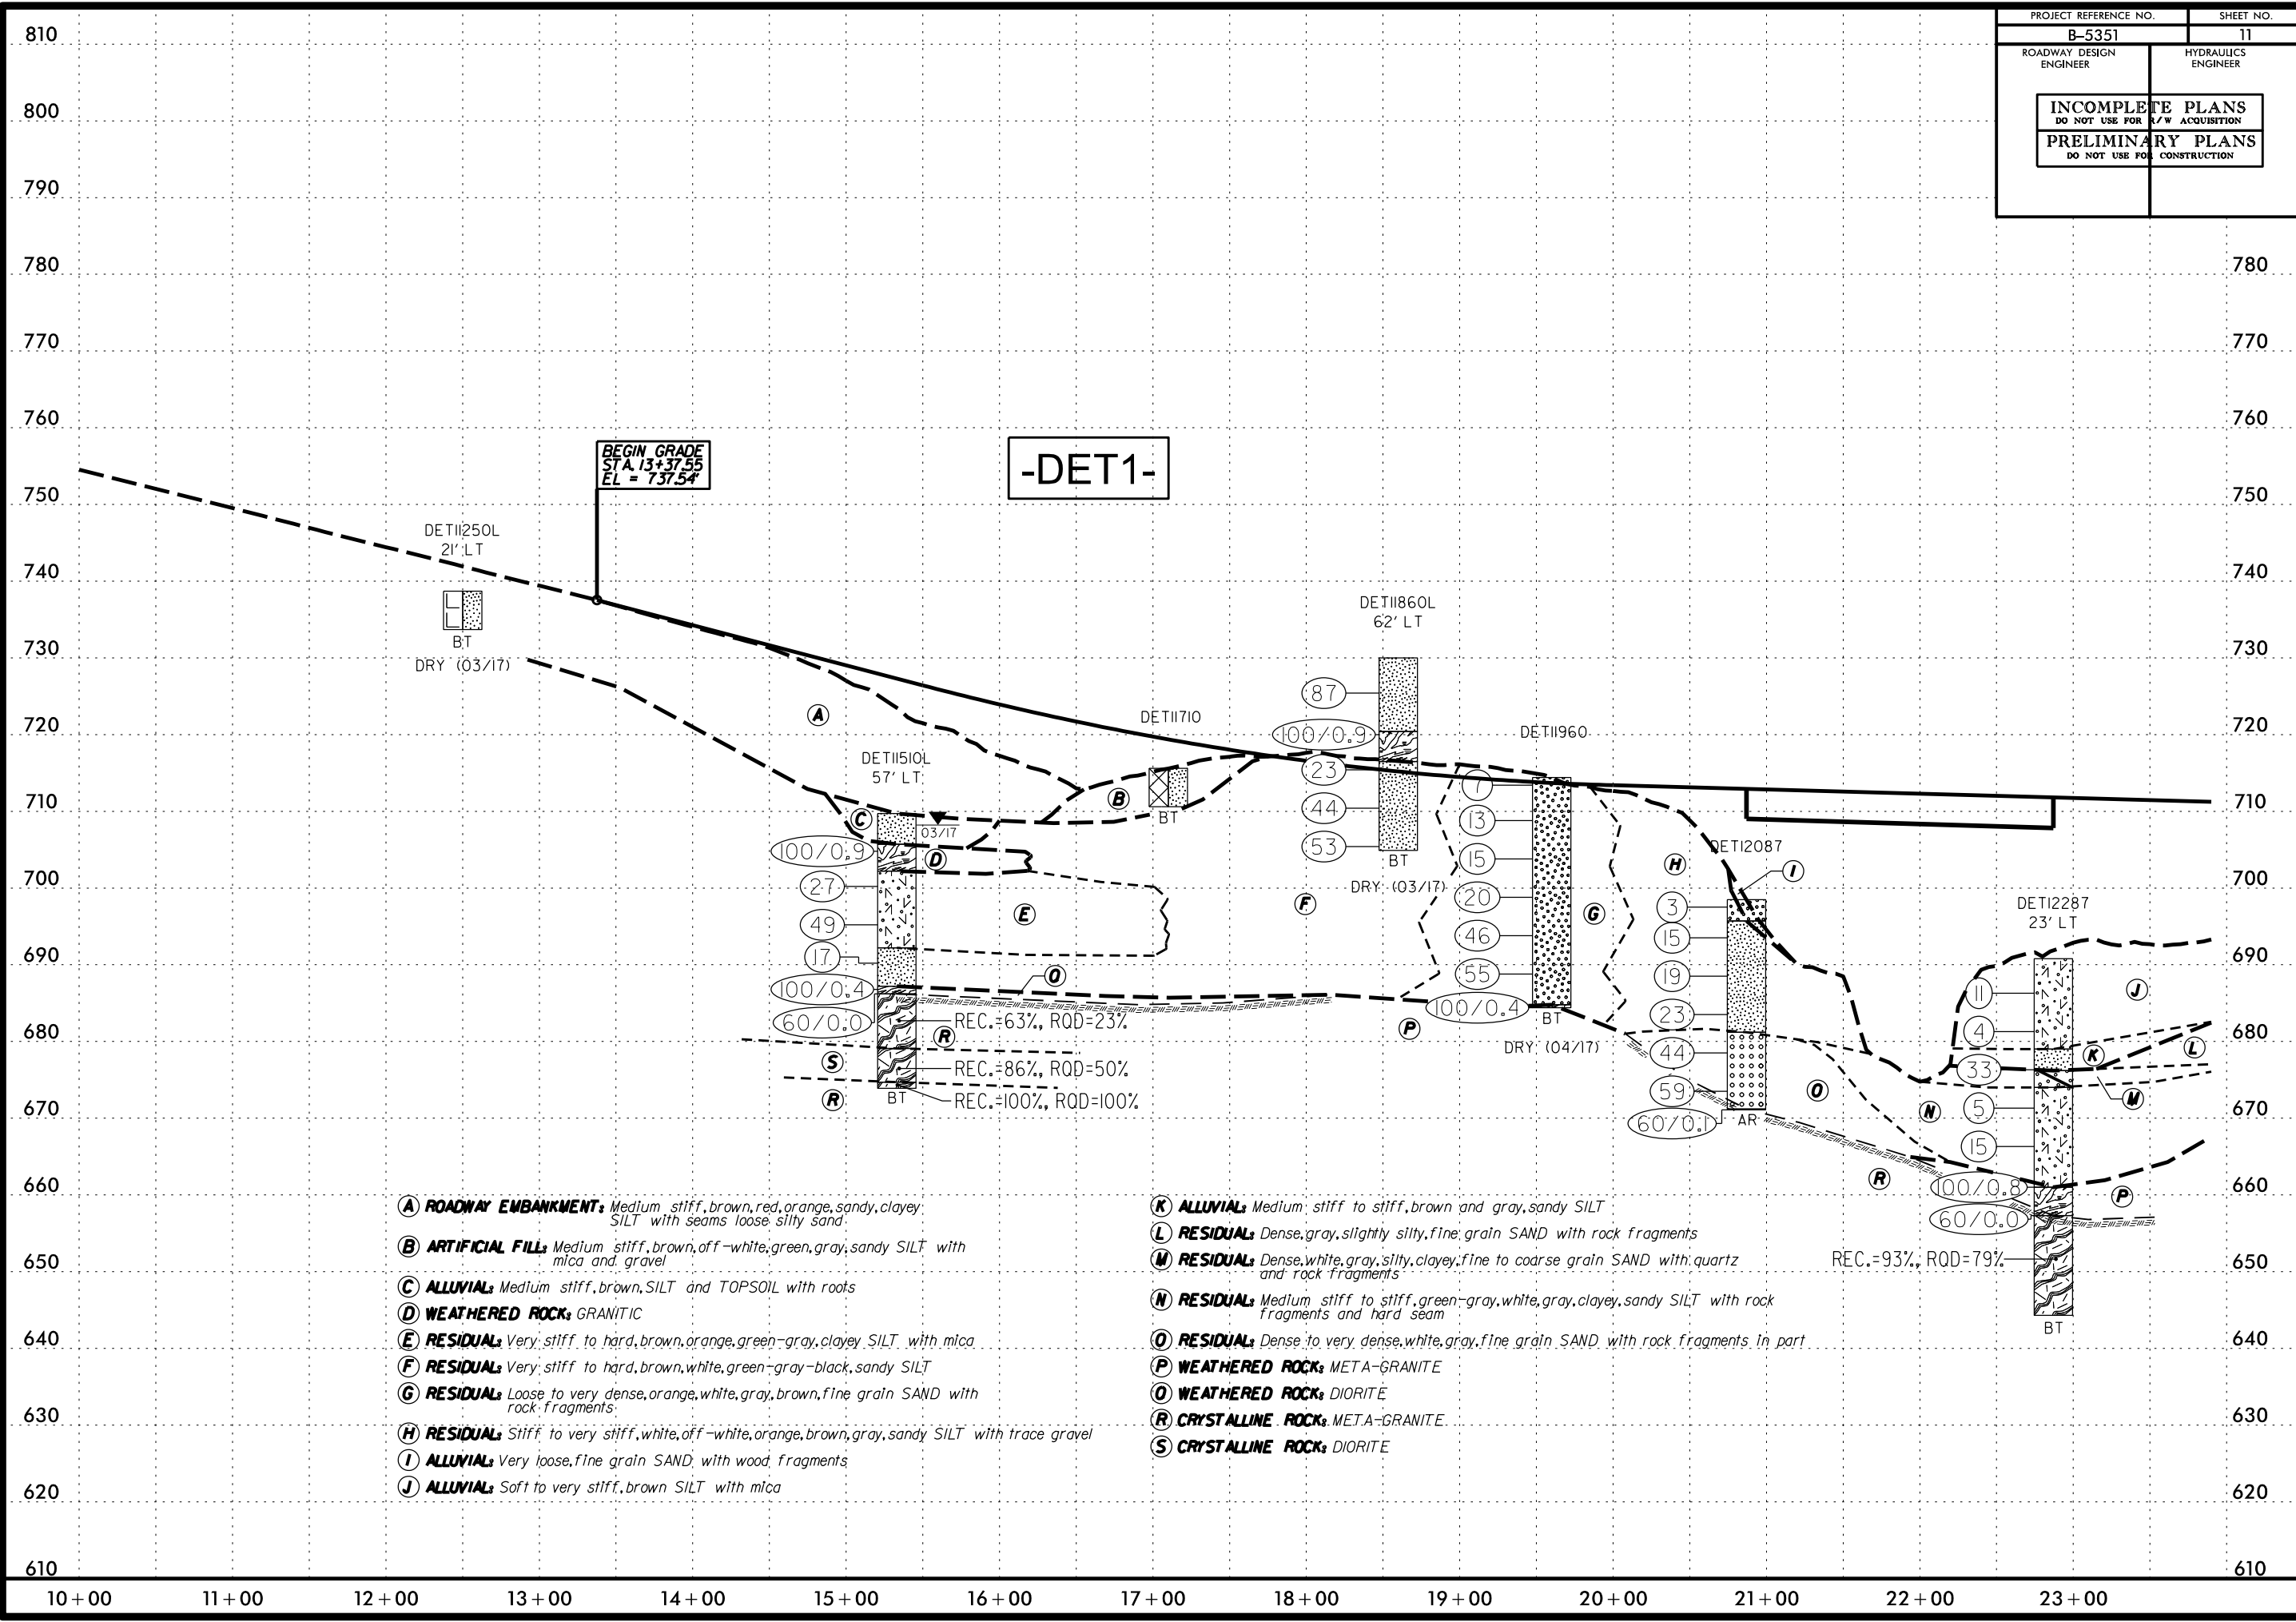 PROJECT REFERENCE NO. SHEET NO.
B-5351 11
ROADWAY DESIGN ENGINEER
HYDRAULICS ENGINEER
INCOMPLETE PLANS
DO NOT USE FOR R/W ACQUISITION
PRELIMINARY PLANS
DO NOT USE FOR CONSTRUCTION
810
800
790
780 780
770 770
760 760
750 750
740 740
730 730
720 720
710 710
700 700
690 690
680 680
670 670
660 660
650 650
640 640
630 630
620 620
610 610
BEGIN GRADE
STA. 13+37.55
EL = 737.54'
-DET1-
DET11250L
21' LT
BT
DRY (03/17)
A
DET11510L
57' LT
C
03/17
100/0.9
D
27
E
49
17
100/0.4
O
60/0.0
REC.=63%, RQD=23%
R
S
REC.=86%, RQD=50%
REC.=100%, RQD=100%
R
BT
DET11710
B
BT
DET11860L
62' LT
87
100/0.9
23
44
53
BT
DRY (03/17)
F
DET11960
7
13
15
20
46
55
100/0.4
BT
DRY (04/17)
P
G
H
DET12087
I
3
15
19
23
44
59
60/0.1
AR
O
N
R
DET12287
23' LT
11
4
33
5
15
100/0.8
60/0.0
REC.=93%, RQD=79%
BT
J
K
L
M
P
A ROADWAY EMBANKMENT: Medium stiff, brown, red, orange, sandy, clayey
SILT with seams loose silty sand
B ARTIFICIAL FILL: Medium stiff, brown, off-white, green, gray, sandy SILT with
mica and gravel
C ALLUVIAL: Medium stiff, brown, SILT and TOPSOIL with roots
D WEATHERED ROCK: GRANITIC
E RESIDUAL: Very stiff to hard, brown, orange, green-gray, clayey SILT with mica
F RESIDUAL: Very stiff to hard, brown, white, green-gray-black, sandy SILT
G RESIDUAL: Loose to very dense, orange, white, gray, brown, fine grain SAND with
rock fragments
H RESIDUAL: Stiff to very stiff, white, off-white, orange, brown, gray, sandy SILT with trace gravel
I ALLUVIAL: Very loose, fine grain SAND with wood fragments
J ALLUVIAL: Soft to very stiff, brown SILT with mica
K ALLUVIAL: Medium stiff to stiff, brown and gray, sandy SILT
L RESIDUAL: Dense, gray, slightly silty, fine grain SAND with rock fragments
M RESIDUAL: Dense, white, gray, silty, clayey, fine to coarse grain SAND with quartz
and rock fragments
N RESIDUAL: Medium stiff to stiff, green-gray, white, gray, clayey, sandy SILT with rock
fragments and hard seam
O RESIDUAL: Dense to very dense, white, gray, fine grain SAND with rock fragments in part
P WEATHERED ROCK: META-GRANITE
O WEATHERED ROCK: DIORITE
R CRYSTALLINE ROCK: META-GRANITE
S CRYSTALLINE ROCK: DIORITE
10+00 11+00 12+00 13+00 14+00 15+00 16+00 17+00 18+00 19+00 20+00 21+00 22+00 23+00